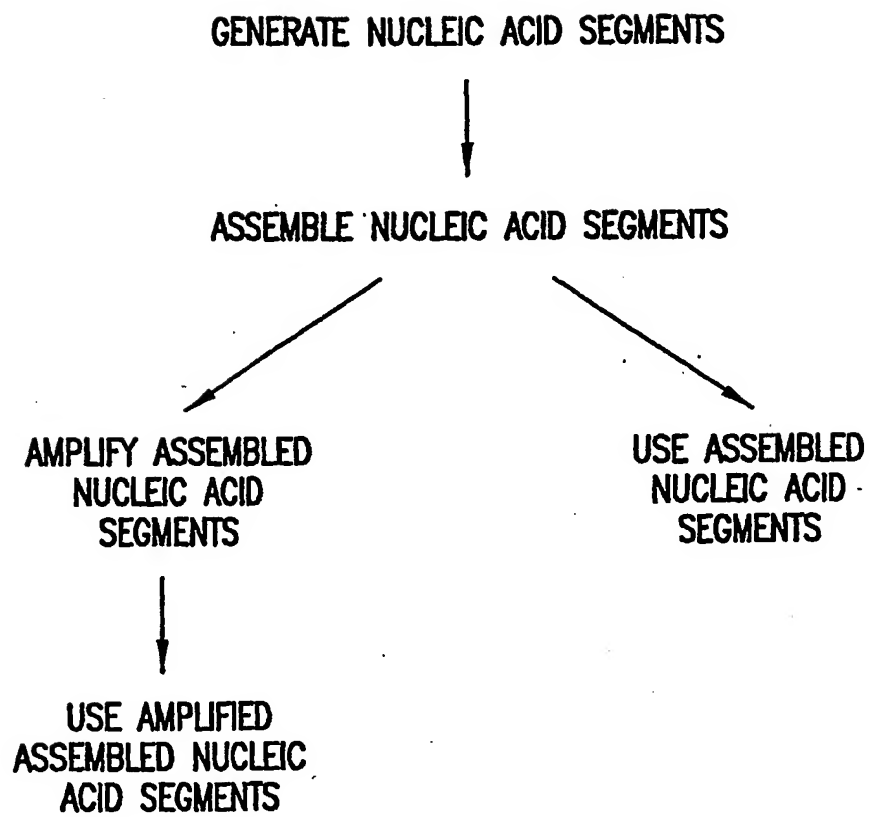 GENERATE NUCLEIC ACID SEGMENTS
ASSEMBLE NUCLEIC ACID SEGMENTS
AMPLIFY ASSEMBLED
NUCLEIC ACID
SEGMENTS
USE ASSEMBLED
NUCLEIC ACID
SEGMENTS
USE AMPLIFIED
ASSEMBLED NUCLEIC
ACID SEGMENTS